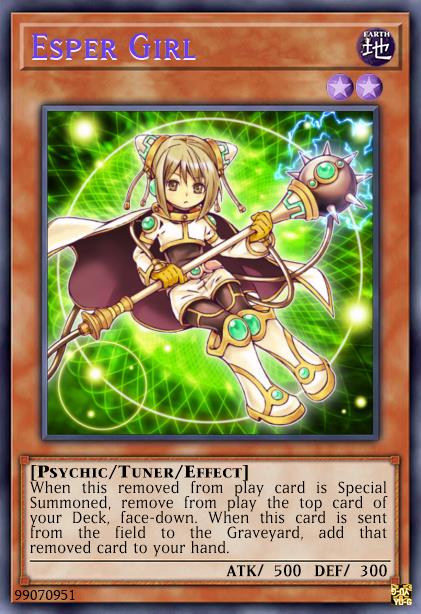 Esper Girl
EARTH
地
[Psychic/Tuner/Effect]
When this removed from play card is Special
Summoned, remove from play the top card of
your Deck, face-down. When this card is sent
from the field to the Graveyard, add that
removed card to your hand.
ATK/ 500 DEF/ 300
99070951